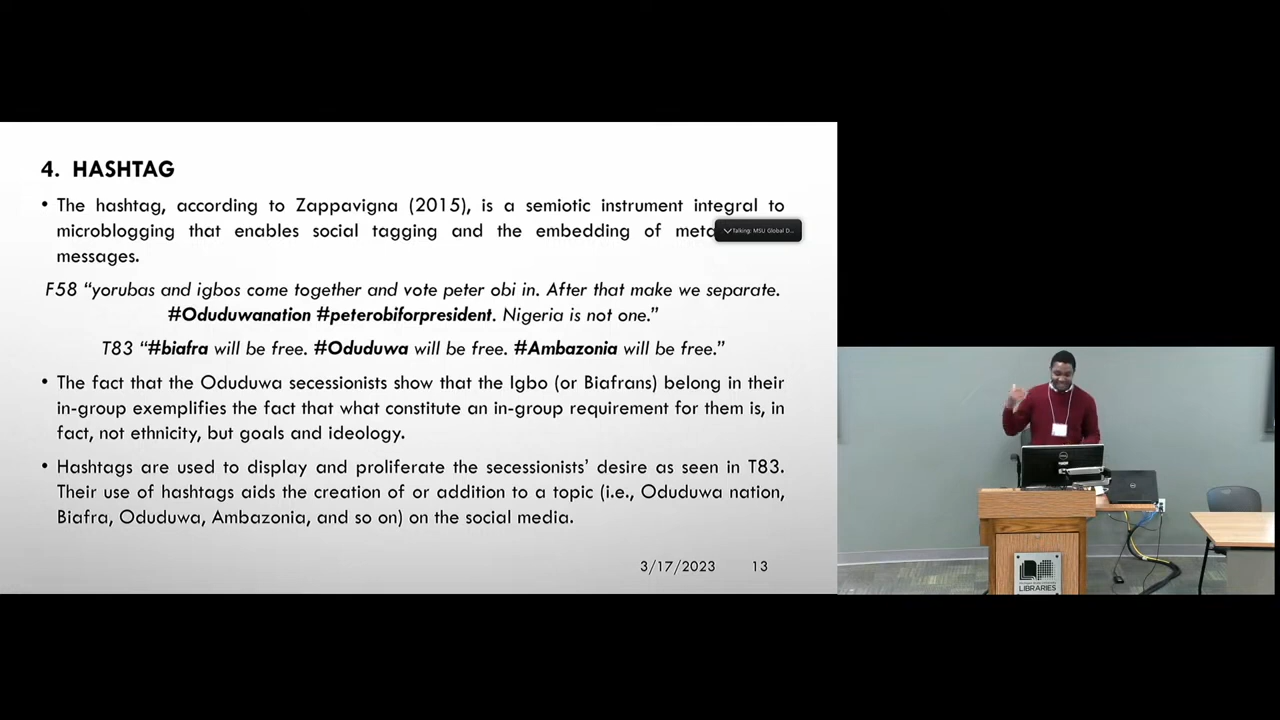 4. HASHTAG
• The hashtag, according to Zappavigna (2015), is a semiotic instrument integral to
microblogging that enables social tagging and the embedding of meta
Talking: MSU Global D...
messages.
F58 “yorubas and igbos come together and vote peter obi in. After that make we separate.
#Oduduwanation #peterobiforpresident. Nigeria is not one.”
T83 “#biafra will be free. #Oduduwa will be free. #Ambazonia will be free.”
• The fact that the Oduduwa secessionists show that the Igbo (or Biafrans) belong in their
in-group exemplifies the fact that what constitute an in-group requirement for them is, in
fact, not ethnicity, but goals and ideology.
• Hashtags are used to display and proliferate the secessionists’ desire as seen in T83.
Their use of hashtags aids the creation of or addition to a topic (i.e., Oduduwa nation,
Biafra, Oduduwa, Ambazonia, and so on) on the social media.
3/17/2023 13
LIBRARIES